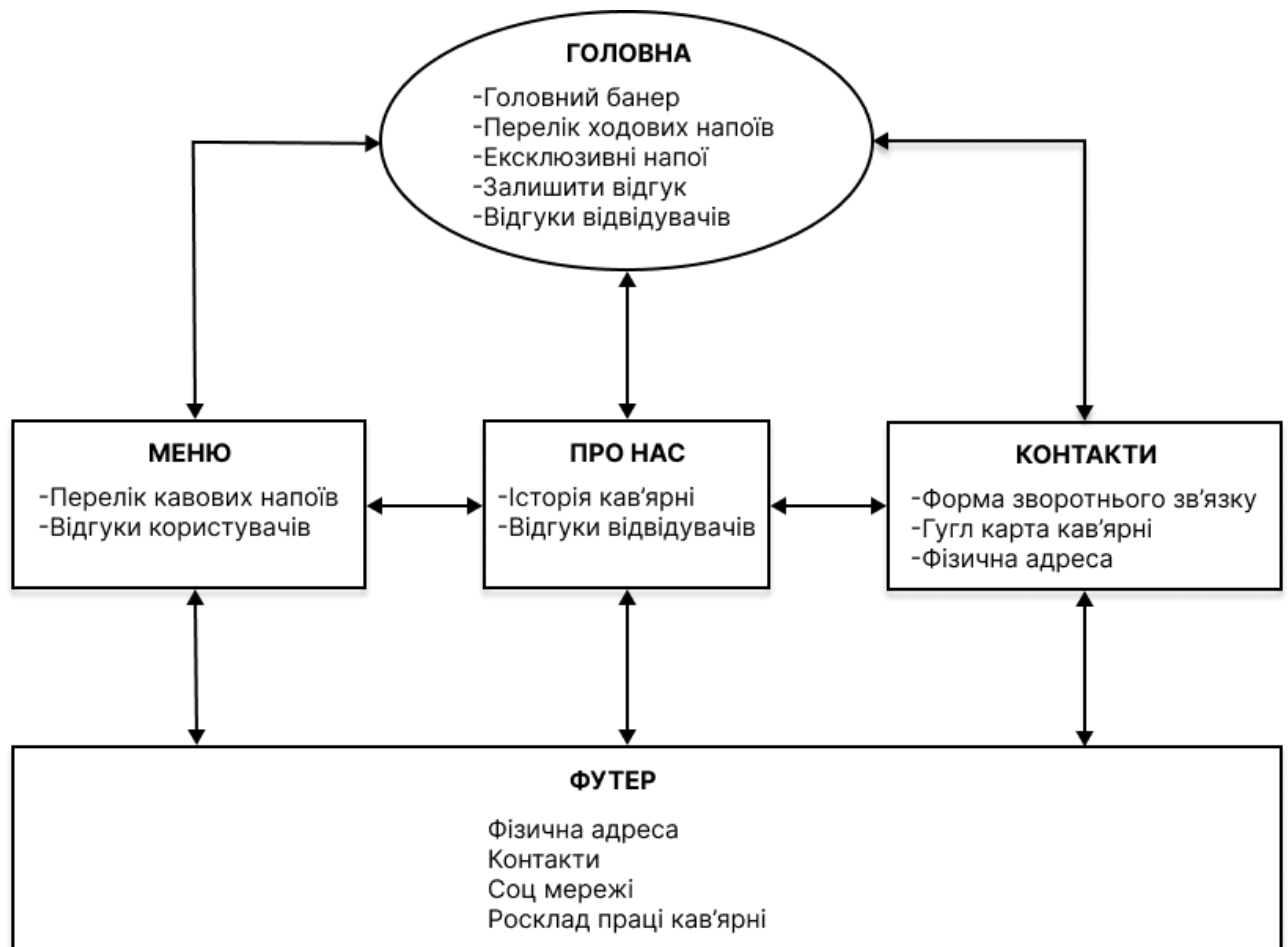 ГОЛОВНА
-Головний банер
-Перелік ходових напоїв
-Ексклюзивні напої
-Залишити відгук
-Відгуки відвідувачів
МЕНЮ
-Перелік кавових напоїв
-Відгуки користувачів
ПРО НАС
-Історія кав’ярні
-Відгуки відвідувачів
КОНТАКТИ
-Форма зворотнього зв’язку
-Гугл карта кав’ярні
-Фізична адреса
ФУТЕР
Фізична адреса
Контакти
Соц мережі
Росклад праці кав’ярні